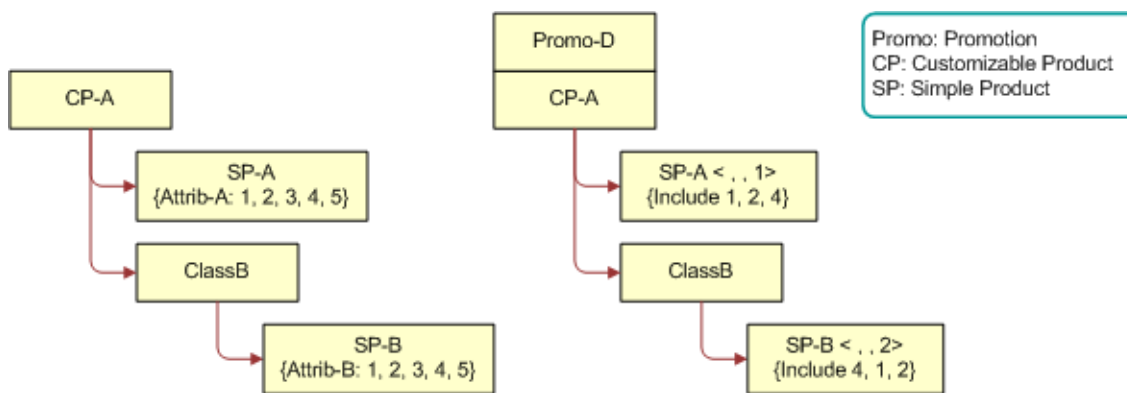 CP-A
SP-A
{Attrib-A: 1, 2, 3, 4, 5}
ClassB
SP-B
{Attrib-B: 1, 2, 3, 4, 5}
Promo-D
CP-A
SP-A < , , 1>
{Include 1, 2, 4}
ClassB
SP-B < , , 2>
{Include 4, 1, 2}
Promo: Promotion
CP: Customizable Product
SP: Simple Product